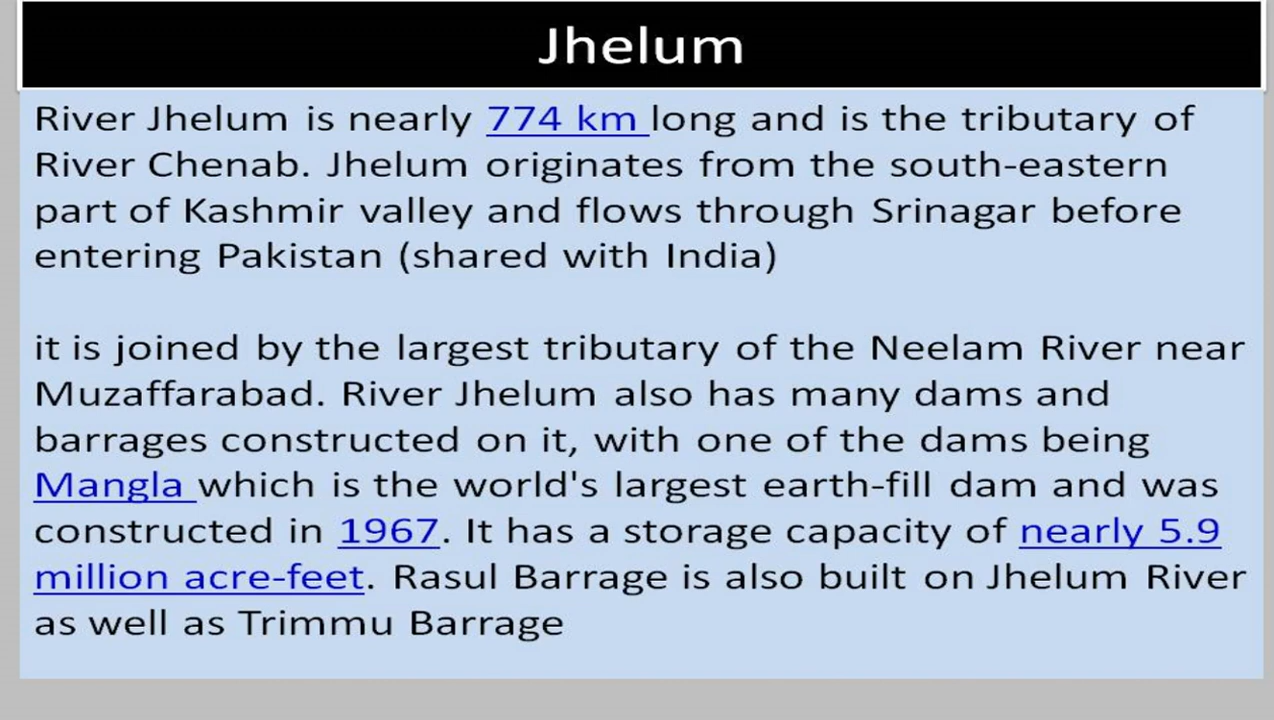 Jhelum
River Jhelum is nearly 774 km long and is the tributary of
River Chenab. Jhelum originates from the south-eastern
part of Kashmir valley and flows through Srinagar before
entering Pakistan (shared with India)
it is joined by the largest tributary of the Neelam River near
Muzaffarabad. River Jhelum also has many dams and
barrages constructed on it, with one of the dams being
Mangla which is the world's largest earth-fill dam and was
constructed in 1967. It has a storage capacity of nearly 5.9
million acre-feet. Rasul Barrage is also built on Jhelum River
as well as Trimmu Barrage